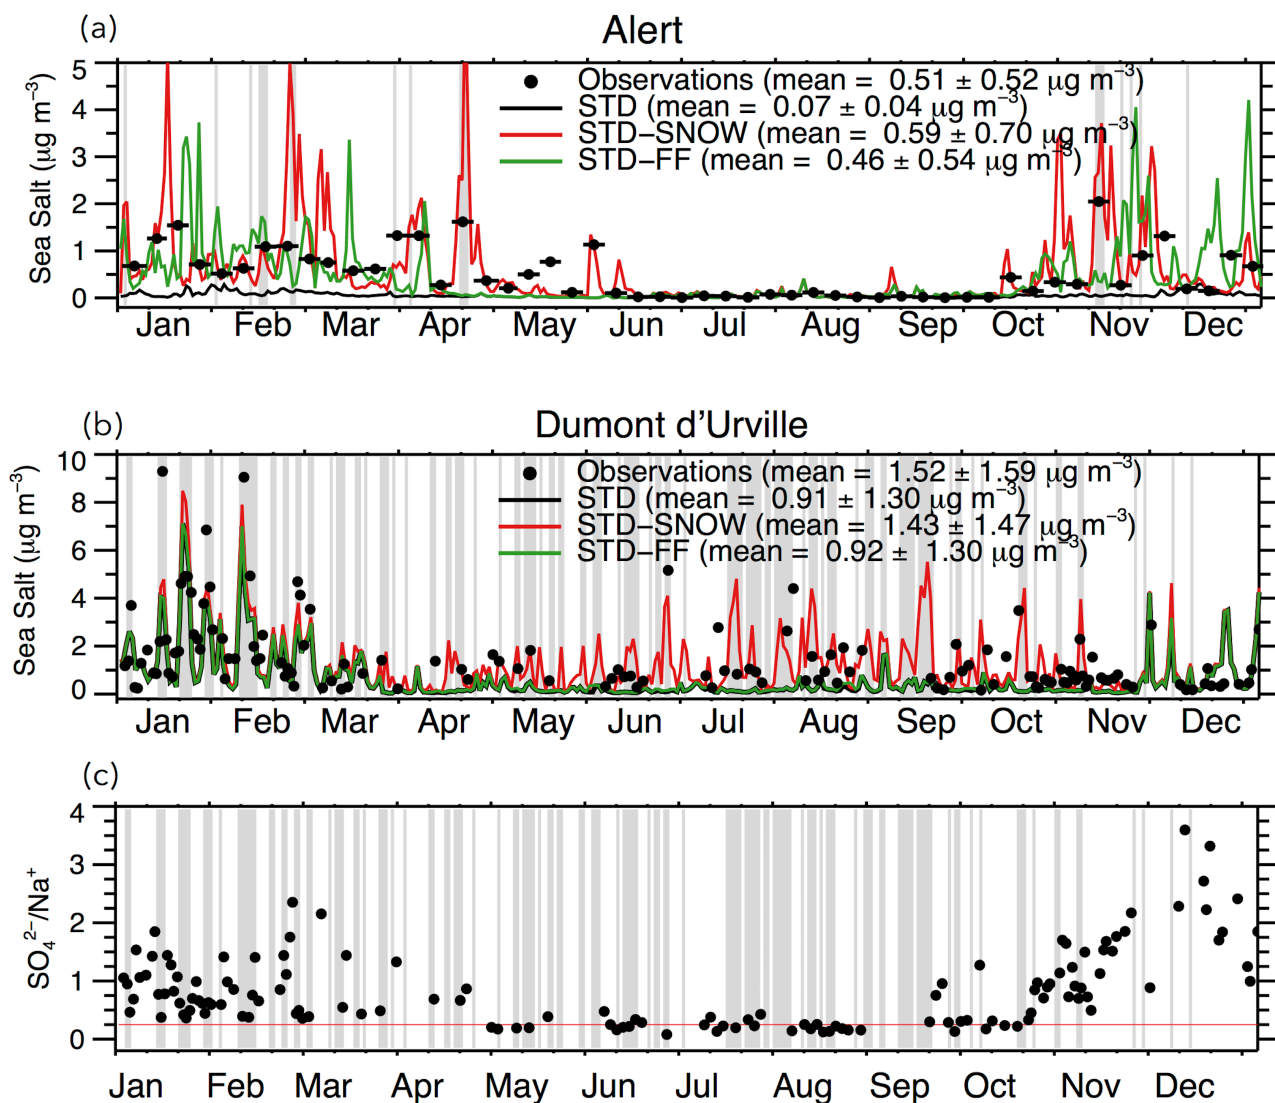 (a)
Alert
5
4
3
2
1
0
Sea Salt (μg m⁻³)
Observations (mean = 0.51 ± 0.52 μg m⁻³)
STD (mean = 0.07 ± 0.04 μg m⁻³)
STD−SNOW (mean = 0.59 ± 0.70 μg m⁻³)
STD−FF (mean = 0.46 ± 0.54 μg m⁻³)
Jan Feb Mar Apr May Jun Jul Aug Sep Oct Nov Dec
(b)
Dumont d'Urville
10
8
6
4
2
0
Sea Salt (μg m⁻³)
Observations (mean = 1.52 ± 1.59 μg m⁻³)
STD (mean = 0.91 ± 1.30 μg m⁻³)
STD−SNOW (mean = 1.43 ± 1.47 μg m⁻³)
STD−FF (mean = 0.92 ± 1.30 μg m⁻³)
Jan Feb Mar Apr May Jun Jul Aug Sep Oct Nov Dec
(c)
4
3
2
1
0
SO₄²⁻/Na⁺
Jan Feb Mar Apr May Jun Jul Aug Sep Oct Nov Dec